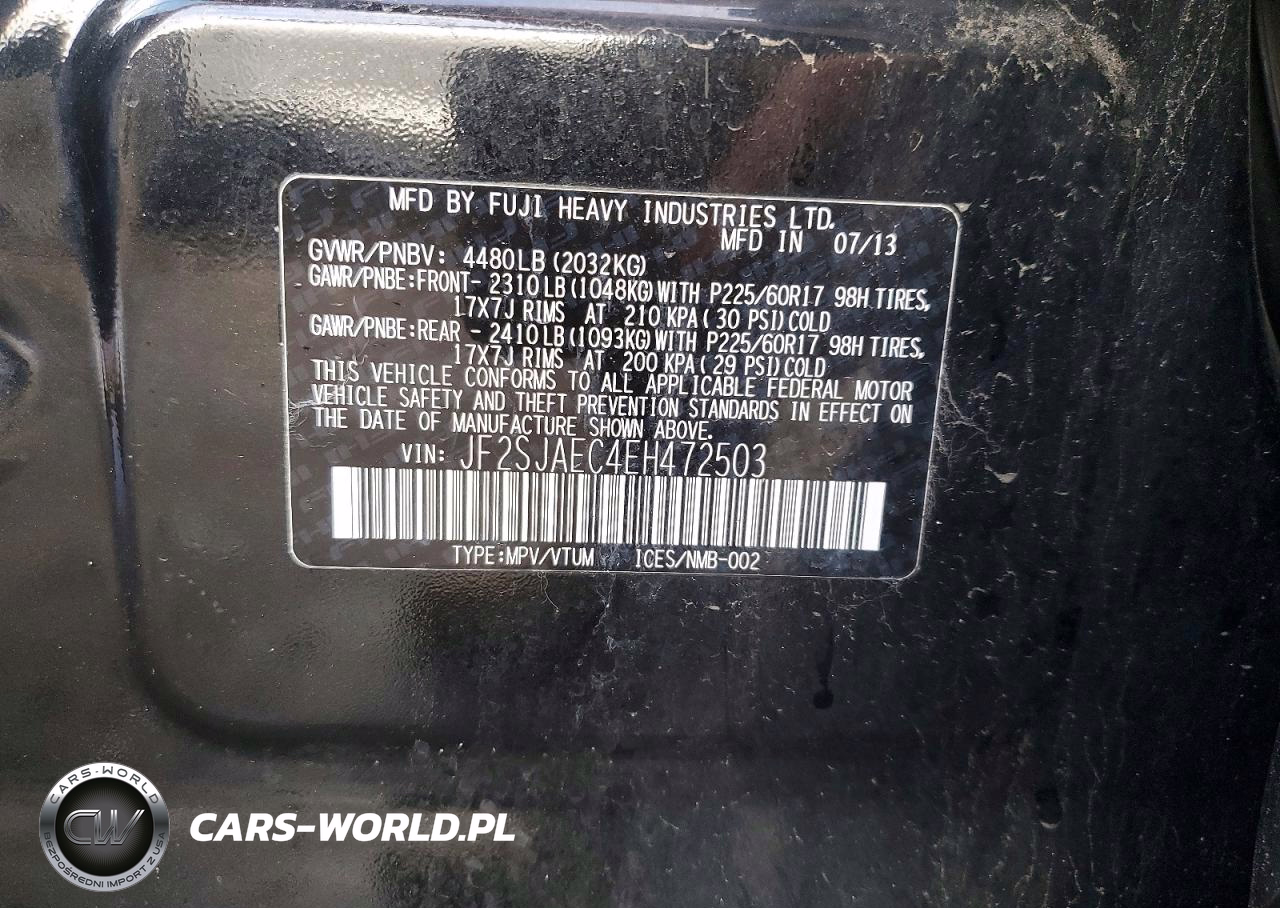 MFD BY FUJI HEAVY INDUSTRIES LTD.
MFD IN 07/13
GVWR/PNBV: 4480LB (2032KG)
GAWR/PNBE:FRONT- 2310LB (1048KG) WITH P225/60R17 98H TIRES,
17X7J RIMS AT 210 KPA( 30 PSI)COLD
GAWR/PNBE:REAR - 2410LB (1093KG) WITH P225/60R17 98H TIRES,
17X7J RIMS AT 200 KPA( 29 PSI)COLD
THIS VEHICLE CONFORMS TO ALL APPLICABLE FEDERAL MOTOR
VEHICLE SAFETY AND THEFT PREVENTION STANDARDS IN EFFECT ON
THE DATE OF MANUFACTURE SHOWN ABOVE.
VIN: JF2SJAEC4EH472503
TYPE:MPV/VTUM ICES/NMB-002
CARS-WORLD
CW
BEZPOŚREDNI IMPORT Z USA
CARS-WORLD.PL